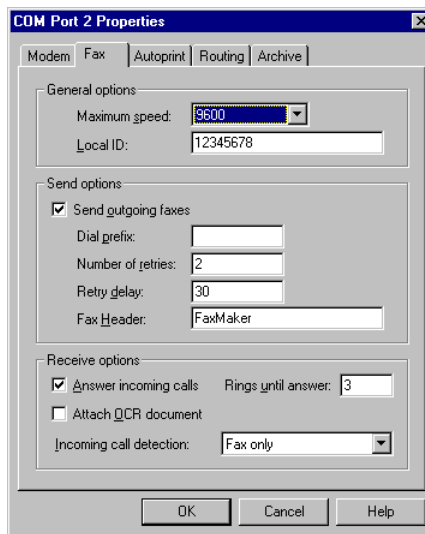 COM Port 2 Properties
Modem Fax Autoprint Routing Archive
General options
Maximum speed: 9600
Local ID: 12345678
Send options
Send outgoing faxes
Dial prefix:
Number of retries: 2
Retry delay: 30
Fax Header: FaxMaker
Receive options
Answer incoming calls Rings until answer: 3
Attach OCR document
Incoming call detection: Fax only
OK Cancel Help